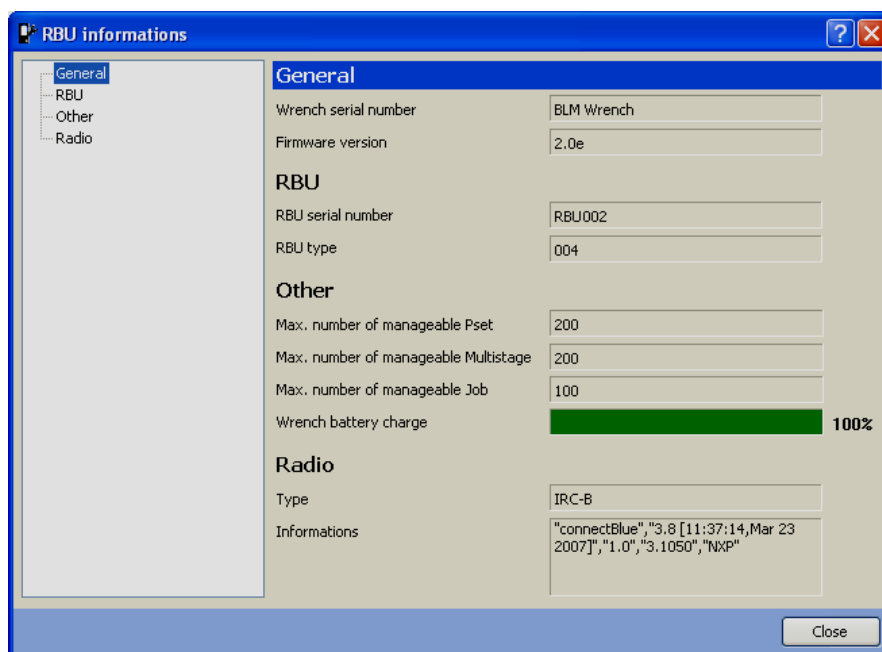 RBU informations
General
RBU
Other
Radio
General
Wrench serial number BLM Wrench
Firmware version 2.0e
RBU
RBU serial number RBU002
RBU type 004
Other
Max. number of manageable Pset 200
Max. number of manageable Multistage 200
Max. number of manageable Job 100
Wrench battery charge 100%
Radio
Type IRC-B
Informations "connectBlue","3.8 [11:37:14,Mar 23
2007]","1.0","3.1050","NXP"
Close